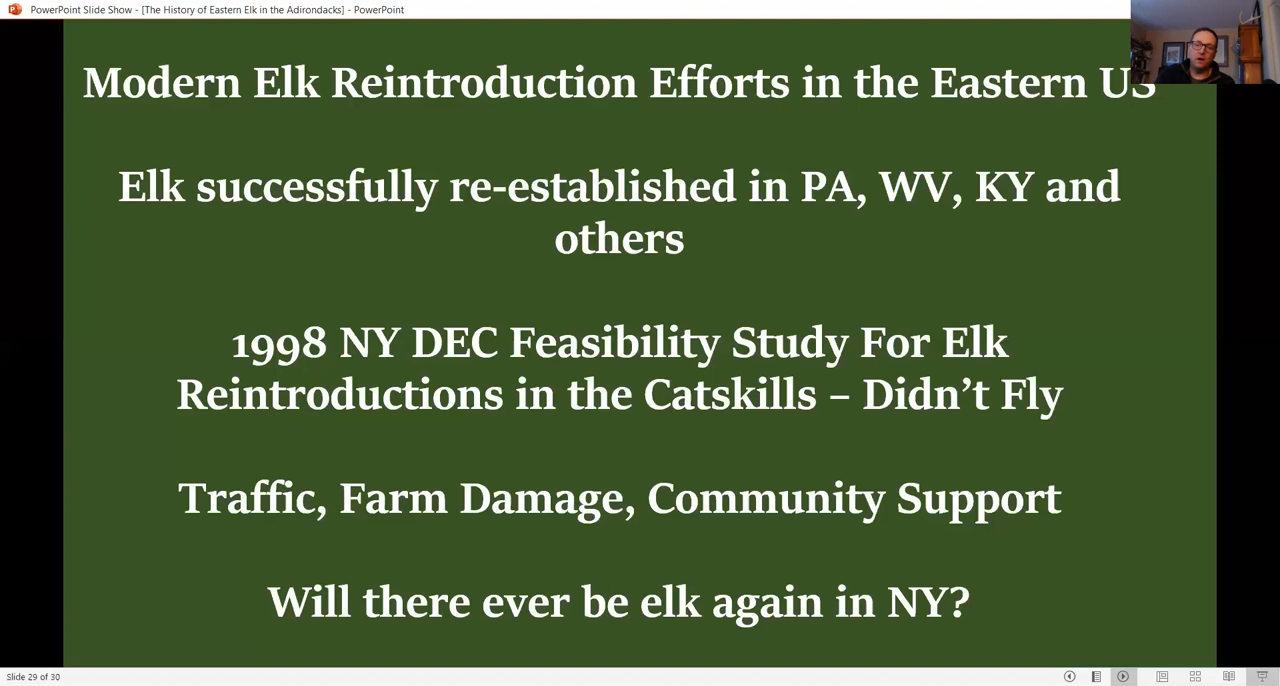 PowerPoint Slide Show - [The History of Eastern Elk in the Adirondacks] - PowerPoint
Modern Elk Reintroduction Efforts in the Eastern US
Elk successfully re-established in PA, WV, KY and
others
1998 NY DEC Feasibility Study For Elk
Reintroductions in the Catskills – Didn’t Fly
Traffic, Farm Damage, Community Support
Will there ever be elk again in NY?
Slide 29 of 30